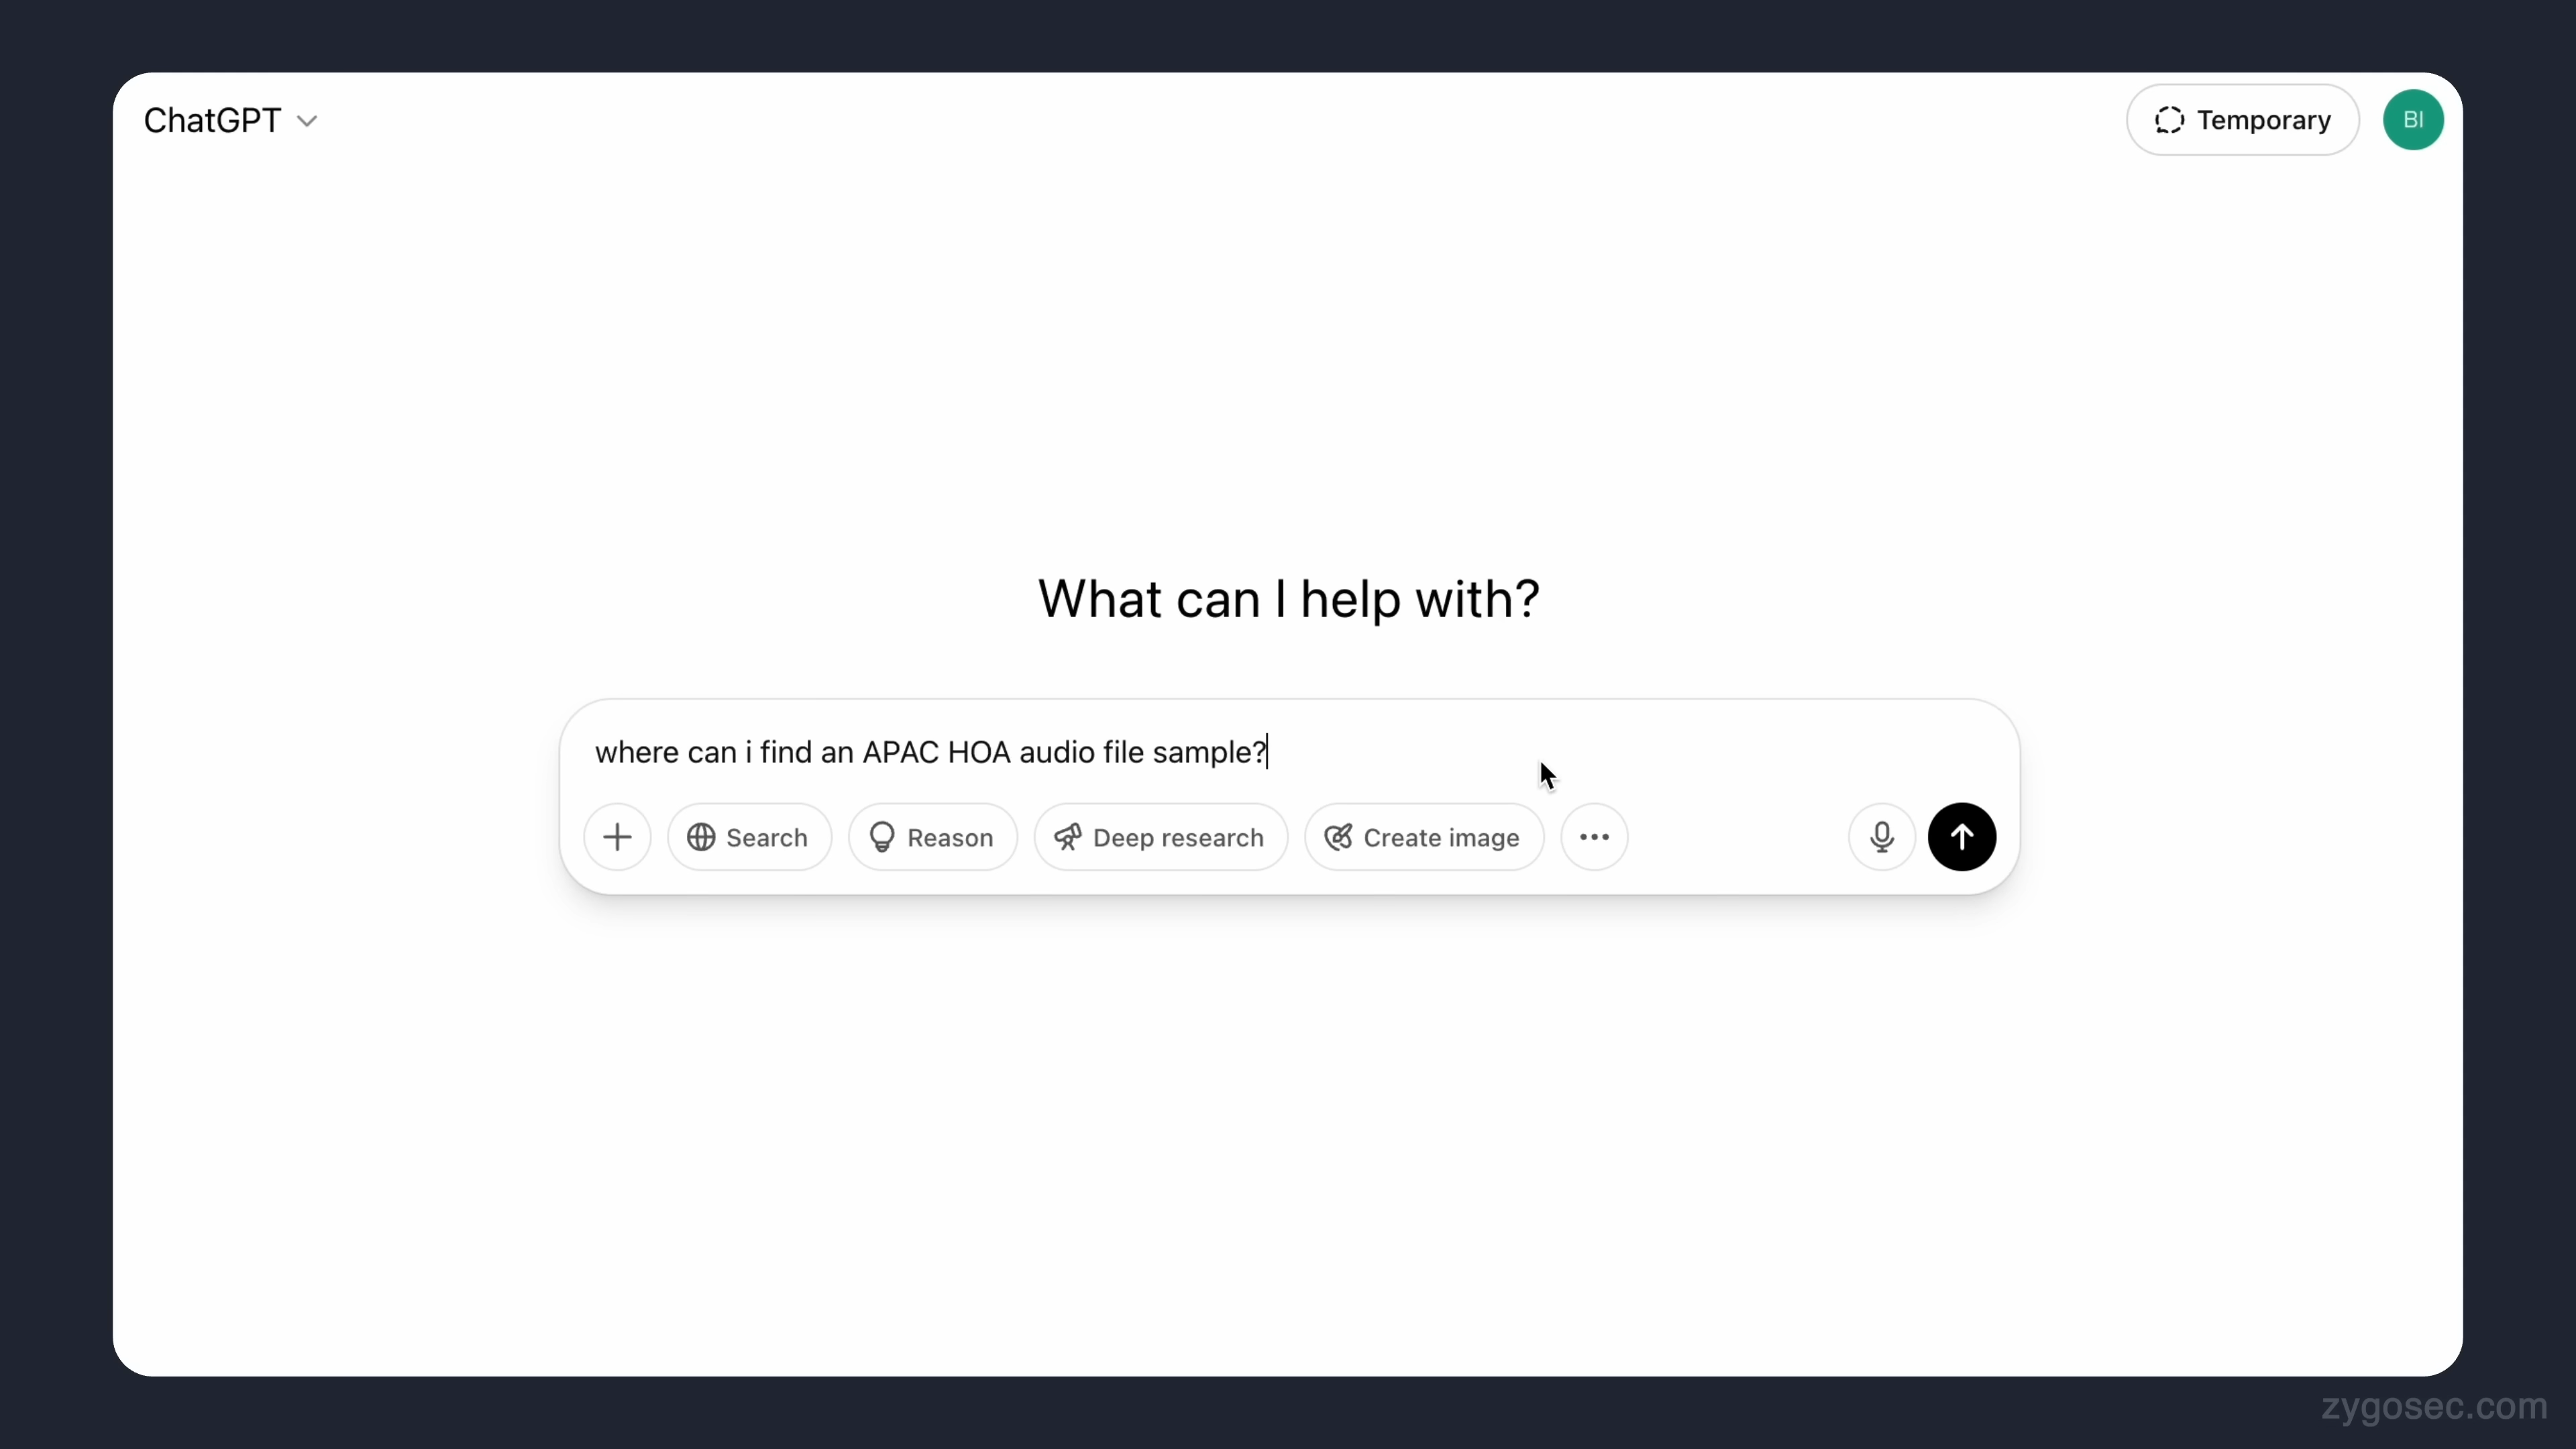 ChatGPT
Temporary
BI
What can I help with?
where can i find an APAC HOA audio file sample?
Search
Reason
Deep research
Create image
zygosec.com